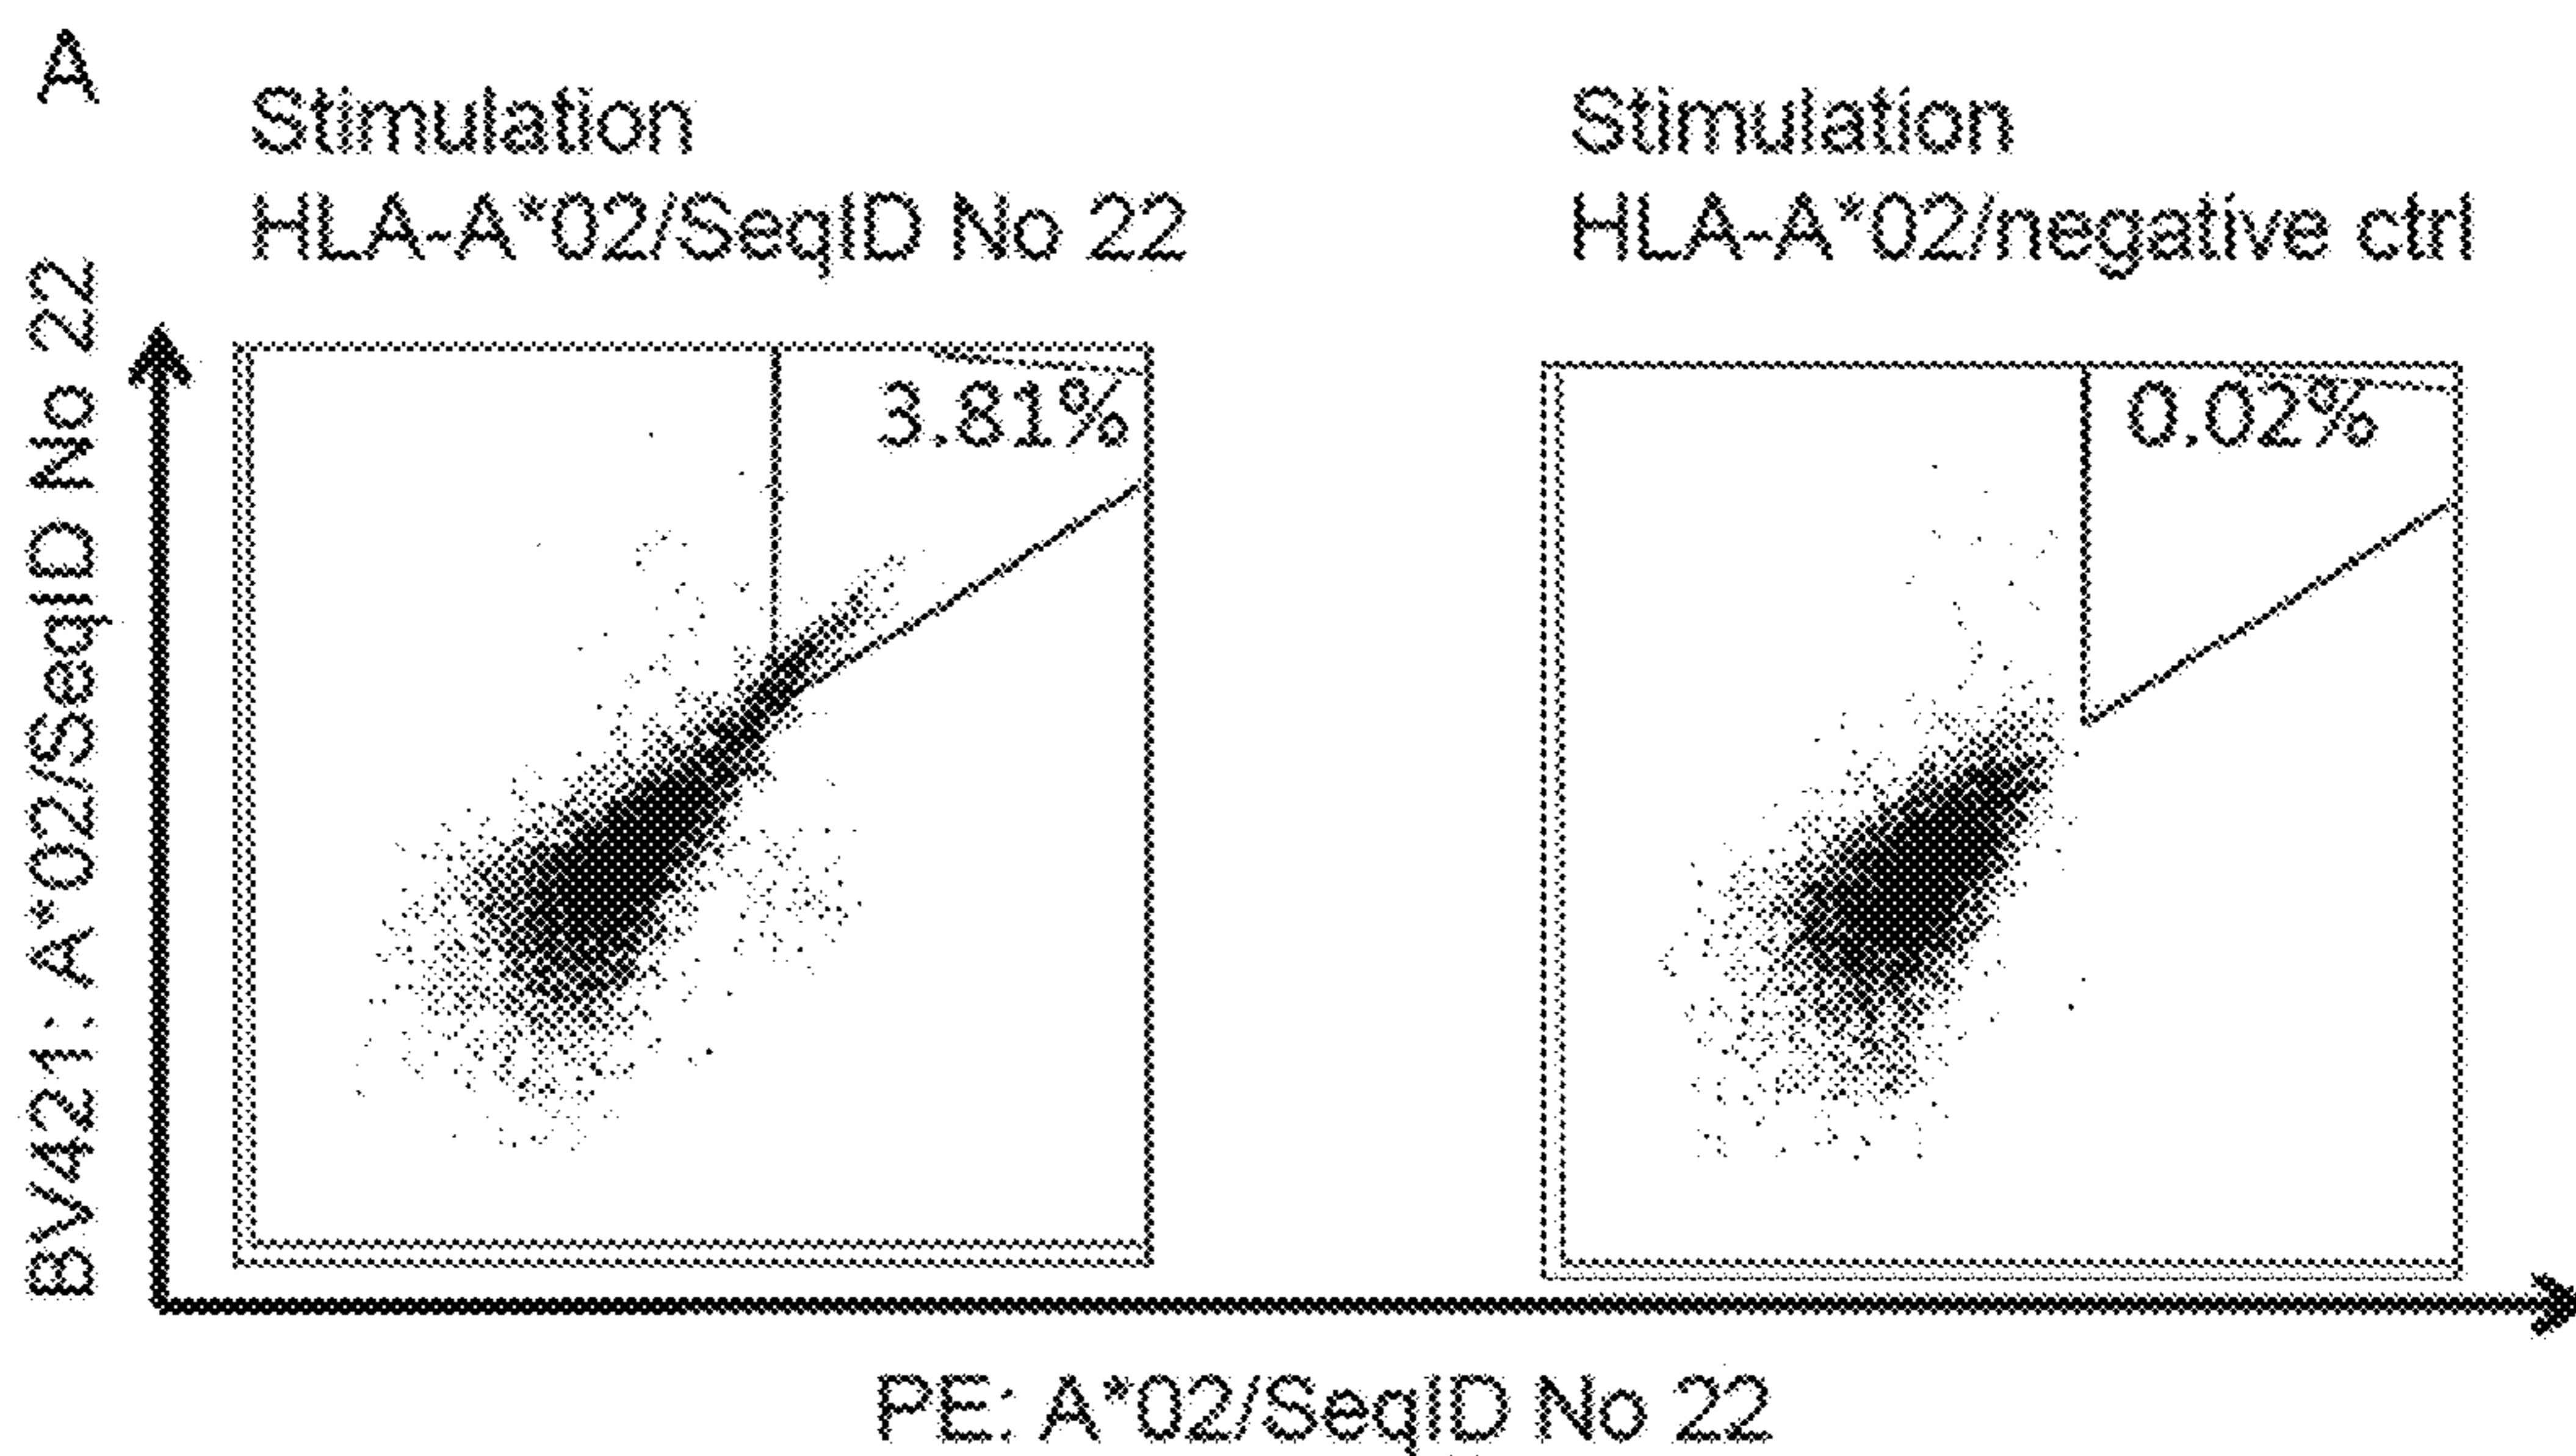 A
Stimulation
HLA-A*02/SeqID No 22
Stimulation
HLA-A*02/negative ctrl
BV421: A*02/SeqID No 22
3.81%
0.02%
PE: A*02/SeqID No 22